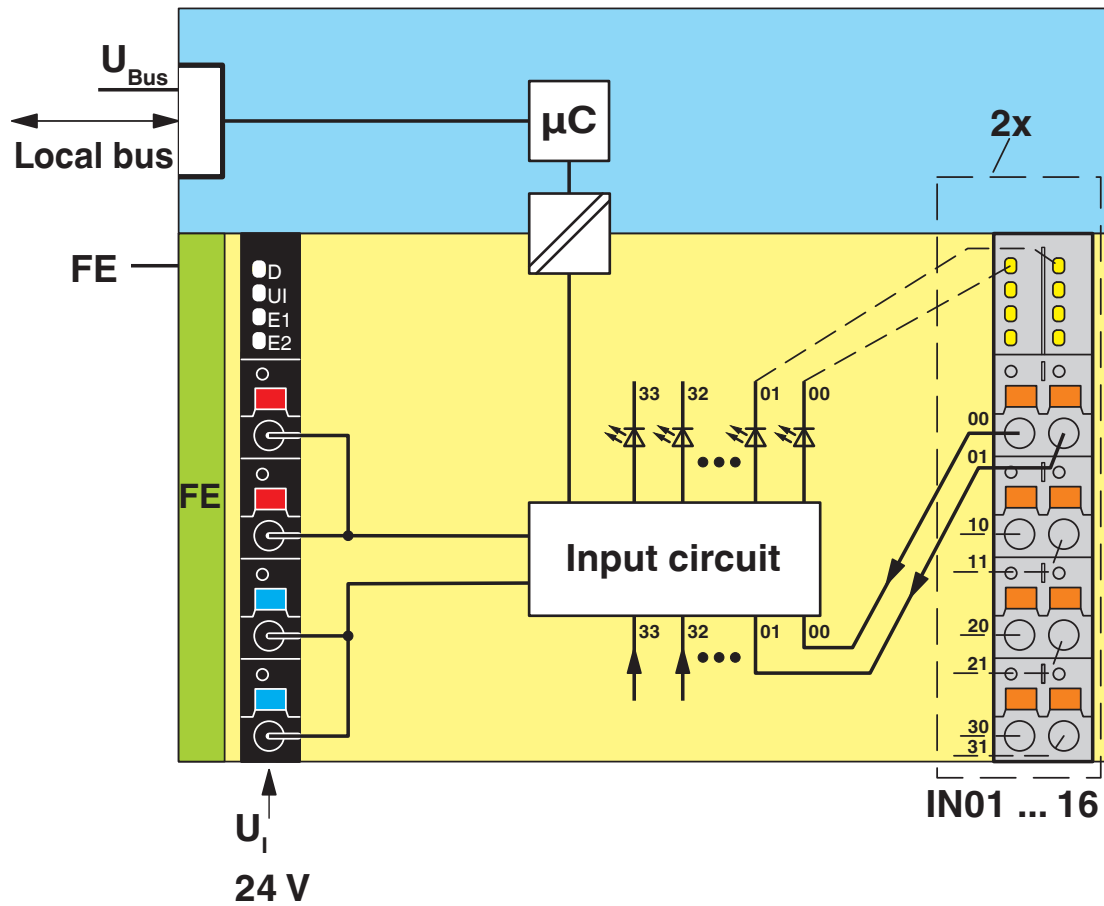 U Bus
Local bus
µC
2x
FE
D
UI
E1
E2
FE
33 32 01 00
00
01
10
11
20
21
30
31
Input circuit
33 32 01 00
IN01 ... 16
U I
24 V